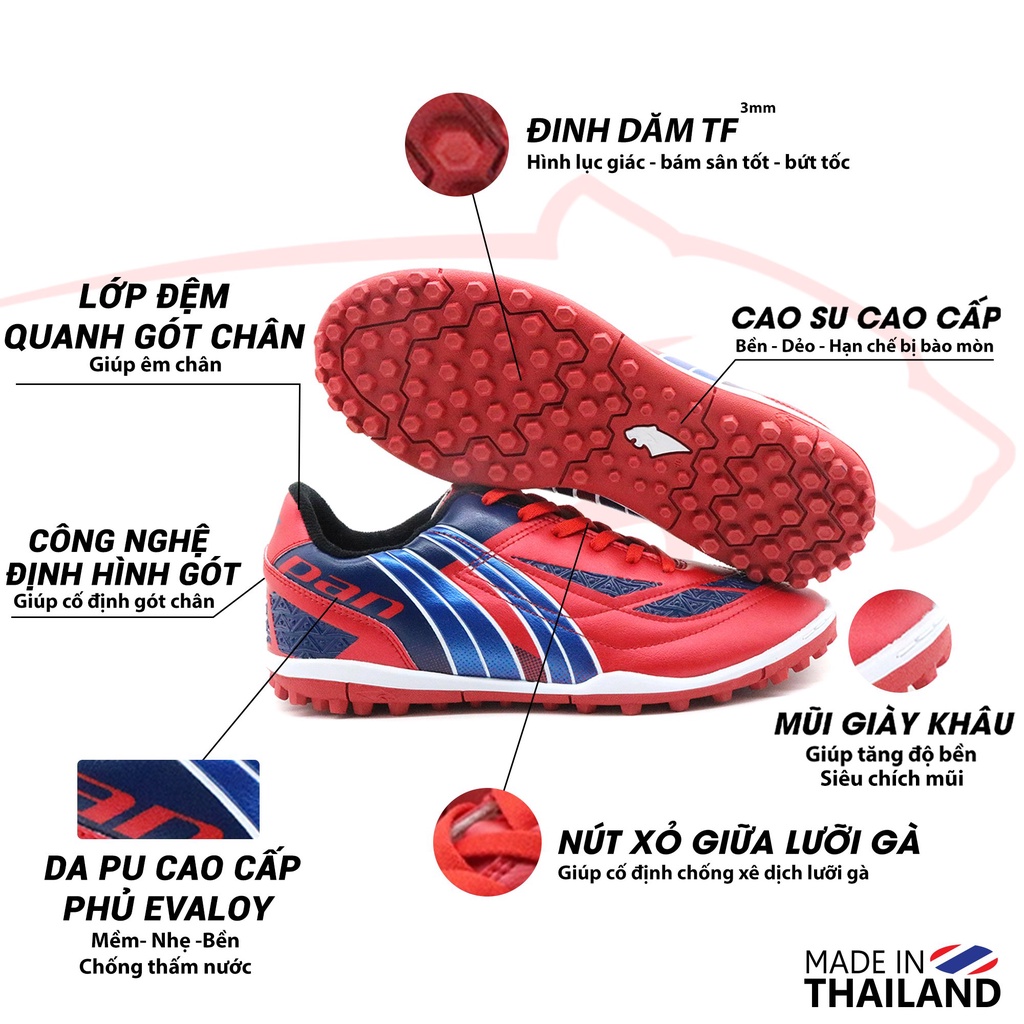 3mm
ĐINH DĂM TF
Hình lục giác - bám sân tốt - bứt tốc
LỚP ĐỆM
QUANH GÓT CHÂN
Giúp êm chân
CAO SU CAO CẤP
Bền - Dẻo - Hạn chế bị bào mòn
CÔNG NGHỆ
ĐỊNH HÌNH GÓT
Giúp cố định gót chân
Dan
MŨI GIÀY KHÂU
Giúp tăng độ bền
Siêu chích mũi
an
DA PU CAO CẤP
PHỦ EVALOY
Mềm- Nhẹ -Bền
Chống thấm nước
NÚT XỎ GIỮA LƯỠI GÀ
Giúp cố định chống xê dịch lưỡi gà
MADE IN
THAILAND